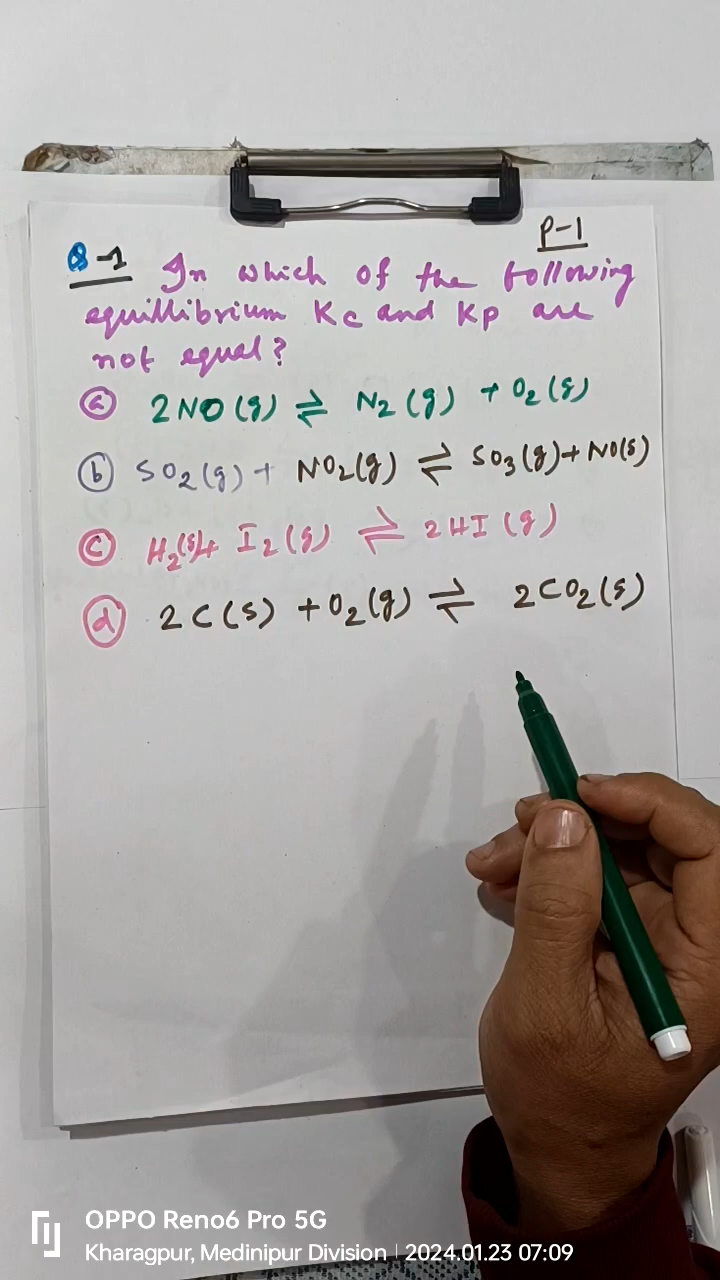 P-1
Q-1 In which of the following
equillibrium Kc and Kp are
not equal?
(a) 2NO(g) ⇌ N₂(g) + O₂(g)
(b) SO₂(g) + NO₂(g) ⇌ SO₃(g) + NO(g)
(c) H₂(g) + I₂(g) ⇌ 2HI(g)
(d) 2C(s) + O₂(g) ⇌ 2CO₂(g)
OPPO Reno6 Pro 5G
Kharagpur, Medinipur Division | 2024.01.23 07:09